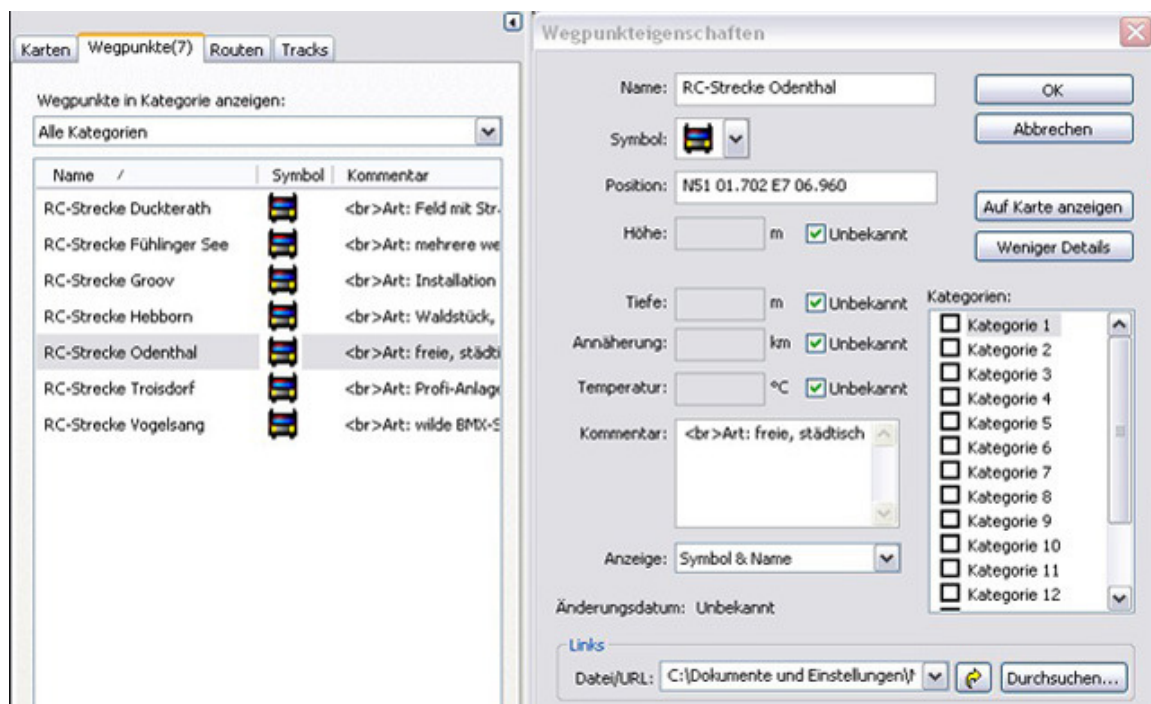 Karten Wegpunkte(7) Routen Tracks
Wegpunkte in Kategorie anzeigen:
Alle Kategorien
Name / Symbol Kommentar
RC-Strecke Duckterath <br>Art: Feld mit Str
RC-Strecke Fühlinger See <br>Art: mehrere we
RC-Strecke Groov <br>Art: Installation
RC-Strecke Hebborn <br>Art: Waldstück,
RC-Strecke Odenthal <br>Art: freie, städti
RC-Strecke Troisdorf <br>Art: Profi-Anlage
RC-Strecke Vogelsang <br>Art: wilde BMX-S
Wegpunkteigenschaften
Name: RC-Strecke Odenthal
OK
Symbol:
Abbrechen
Position: N51 01.702 E7 06.960
Auf Karte anzeigen
Höhe: m Unbekannt
Weniger Details
Tiefe: m Unbekannt
Annäherung: km Unbekannt
Temperatur: °C Unbekannt
Kommentar: <br>Art: freie, städtisch
Anzeige: Symbol & Name
Änderungsdatum: Unbekannt
Kategorien:
Kategorie 1
Kategorie 2
Kategorie 3
Kategorie 4
Kategorie 5
Kategorie 6
Kategorie 7
Kategorie 8
Kategorie 9
Kategorie 10
Kategorie 11
Kategorie 12
Links
Datei/URL: C:\Dokumente und Einstellungen\ Durchsuchen...